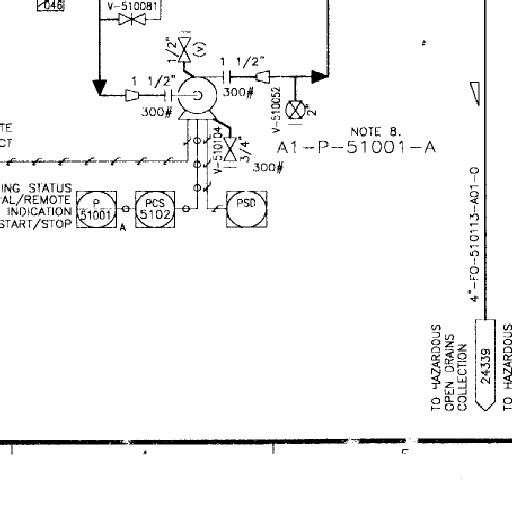 046
V-510081
1/2"
(V)
1 1/2"
1 1/2"
300#
300#
V-510052
2"
V-510104
3/4"
300#
NOTE 8.
A1-P-51001-A
TE
CT
ING STATUS
AL/REMOTE
INDICATION
START/STOP
P
51001
A
PCS
5102
PSD
4"-FO-510113-A01-0
TO HAZARDOUS
OPEN DRAINS
COLLECTION
24339
TO HAZARDOUS